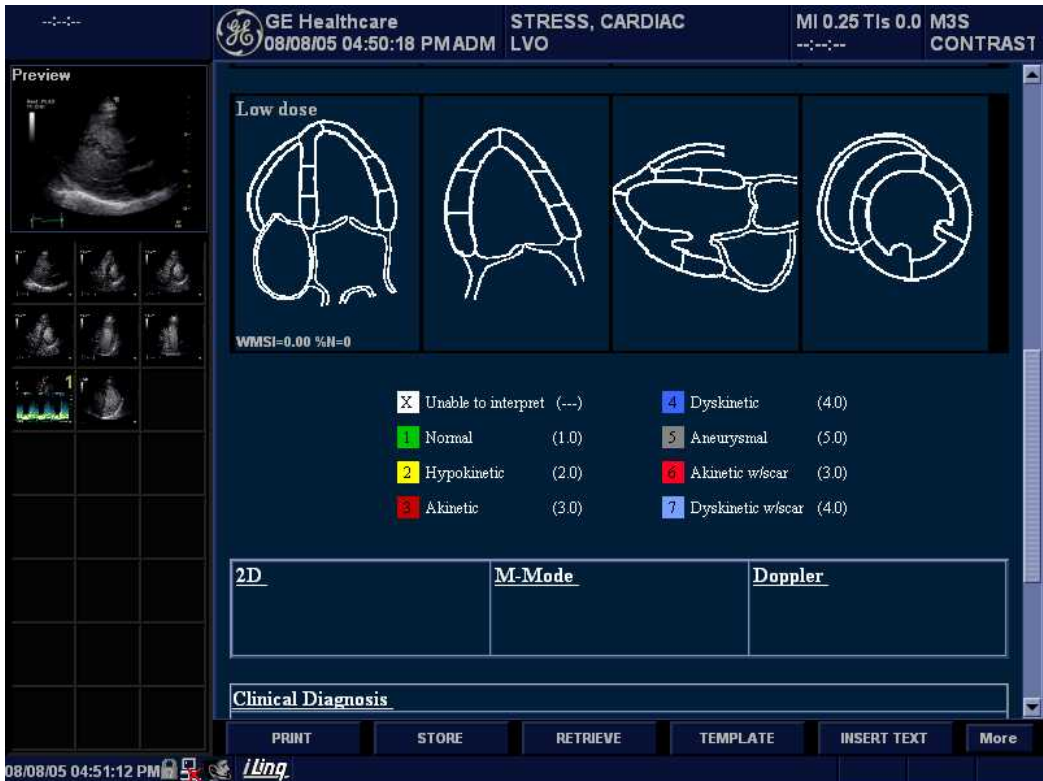 --:--:--
GE Healthcare
08/08/05 04:50:18 PM ADM
STRESS, CARDIAC
LVO
MI 0.25 TIs 0.0
--:--:--
M3S
CONTRAST
Preview
Low dose
WMSI=0.00 %N=0
X Unable to interpret (---)
1 Normal (1.0)
2 Hypokinetic (2.0)
3 Akinetic (3.0)
4 Dyskinetic (4.0)
5 Aneurysmal (5.0)
6 Akinetic w/scar (3.0)
7 Dyskinetic w/scar (4.0)
1
2D
M-Mode
Doppler
Clinical Diagnosis
PRINT
STORE
RETRIEVE
TEMPLATE
INSERT TEXT
More
08/08/05 04:51:12 PM
iLinq